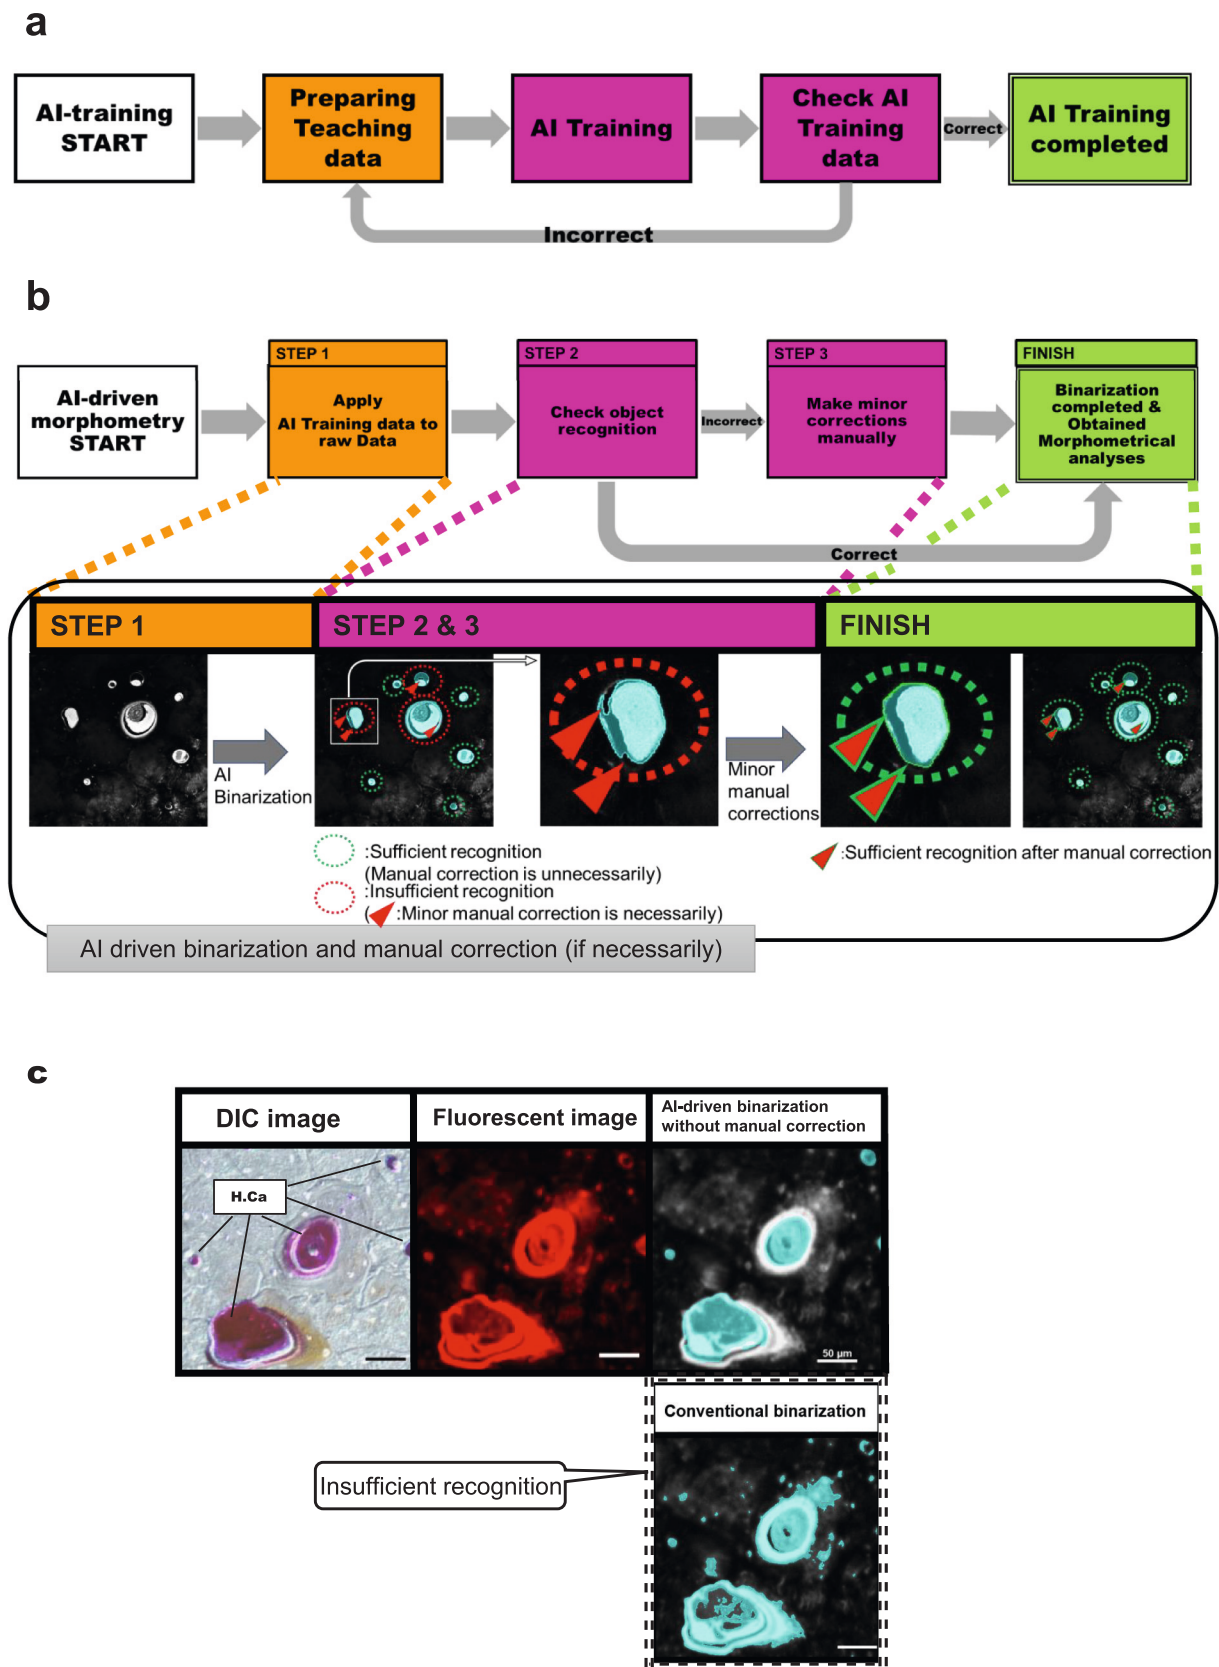 a
AI-training
START
Preparing
Teaching
data
AI Training
Check AI
Training
data
Correct
AI Training
completed
Incorrect
b
AI-driven
morphometry
START
STEP 1
Apply
AI Training data to
raw Data
STEP 2
Check object
recognition
Incorrect
STEP 3
Make minor
corrections
manually
FINISH
Binarization
completed &
Obtained
Morphometrical
analyses
Correct
STEP 1
STEP 2 & 3
FINISH
AI
Binarization
Minor
manual
corrections
:Sufficient recognition
(Manual correction is unnecessarily)
:Insufficient recognition
( :Minor manual correction is necessarily)
:Sufficient recognition after manual correction
AI driven binarization and manual correction (if necessarily)
c
DIC image
Fluorescent image
AI-driven binarization
without manual correction
H.Ca
50 µm
Conventional binarization
Insufficient recognition